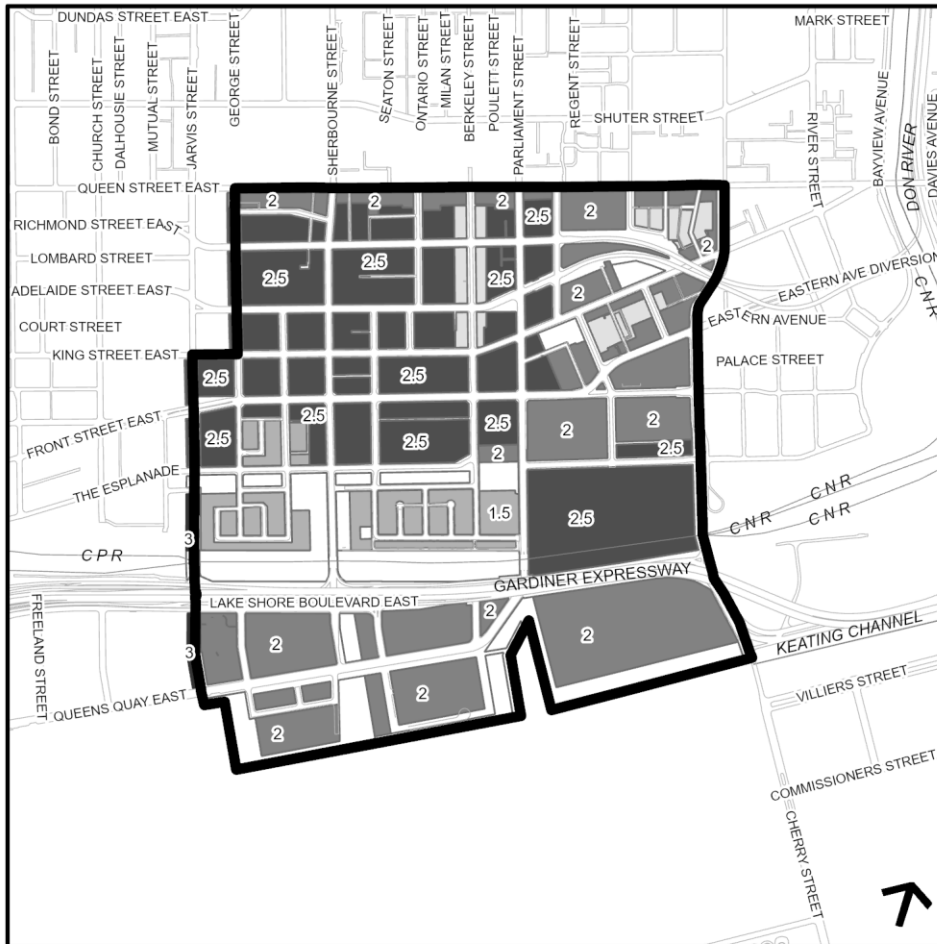 DUNDAS STREET EAST
MARK STREET
BOND STREET
CHURCH STREET
DALHOUSIE STREET
MUTUAL STREET
JARVIS STREET
GEORGE STREET
SHERBOURNE STREET
SEATON STREET
ONTARIO STREET
MILAN STREET
BERKELEY STREET
POULETT STREET
PARLIAMENT STREET
REGENT STREET
SHUTER STREET
RIVER STREET
BAYVIEW AVENUE
DON RIVER
DAVIES AVENUE
QUEEN STREET EAST
2
2
2
2
2.5
2
RICHMOND STREET EAST
LOMBARD STREET
2.5
2.5
2.5
2
EASTERN AVE DIVERSION
CNR
ADELAIDE STREET EAST
COURT STREET
EASTERN AVENUE
KING STREET EAST
PALACE STREET
2.5
2.5
2.5
2.5
2
2
FRONT STREET EAST
2.5
2.5
2
2.5
THE ESPLANADE
1.5
2.5
CNR
CNR
CNR
3
CPR
GARDINER EXPRESSWAY
LAKE SHORE BOULEVARD EAST
2
FREELAND STREET
2
2
3
KEATING CHANNEL
QUEENS QUAY EAST
2
VILLIERS STREET
2
COMMISSIONERS STREET
CHERRY STREET